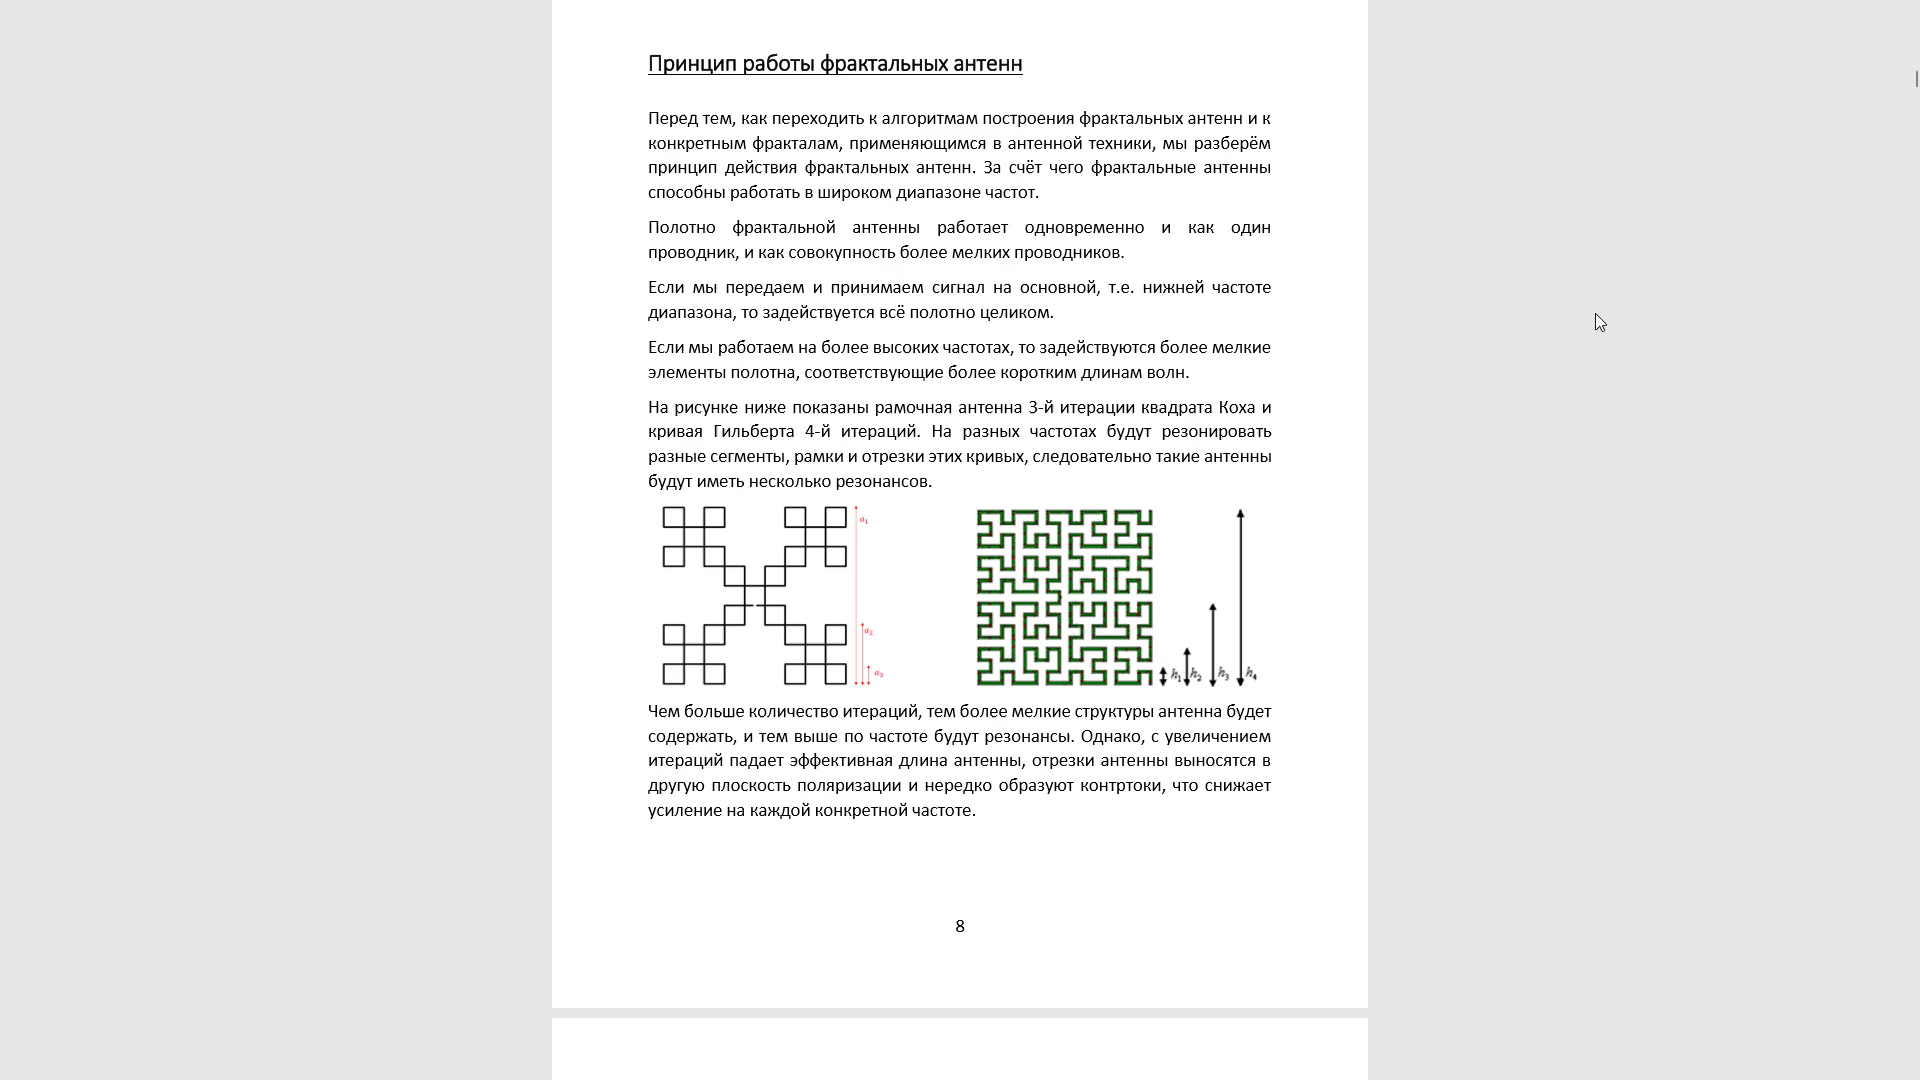 Принцип работы фрактальных антенн
Перед тем, как переходить к алгоритмам построения фрактальных антенн и к
конкретным фракталам, применяющимся в антенной техники, мы разберём
принцип действия фрактальных антенн. За счёт чего фрактальные антенны
способны работать в широком диапазоне частот.
Полотно фрактальной антенны работает одновременно и как один
проводник, и как совокупность более мелких проводников.
Если мы передаем и принимаем сигнал на основной, т.е. нижней частоте
диапазона, то задействуется всё полотно целиком.
Если мы работаем на более высоких частотах, то задействуются более мелкие
элементы полотна, соответствующие более коротким длинам волн.
На рисунке ниже показаны рамочная антенна 3-й итерации квадрата Коха и
кривая Гильберта 4-й итераций. На разных частотах будут резонировать
разные сегменты, рамки и отрезки этих кривых, следовательно такие антенны
будут иметь несколько резонансов.
a₁
a₂
a₃
h₁ h₂ h₃ h₄
Чем больше количество итераций, тем более мелкие структуры антенна будет
содержать, и тем выше по частоте будут резонансы. Однако, с увеличением
итераций падает эффективная длина антенны, отрезки антенны выносятся в
другую плоскость поляризации и нередко образуют контртоки, что снижает
усиление на каждой конкретной частоте.
8